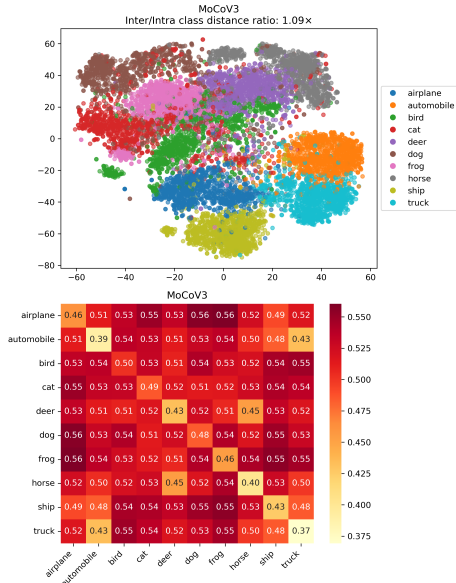 MoCoV3
Inter/Intra class distance ratio: 1.09×
60
40
20
0
−20
−40
−60
−80
−60
−40
−20
0
20
40
60
airplane
automobile
bird
cat
deer
dog
frog
horse
ship
truck
MoCoV3
airplane 0.46 0.51 0.53 0.55 0.53 0.56 0.56 0.52 0.49 0.52
automobile 0.51 0.39 0.53 0.53 0.51 0.53 0.53 0.50 0.48 0.43
bird 0.53 0.53 0.50 0.53 0.51 0.54 0.53 0.52 0.54 0.55
cat 0.55 0.53 0.53 0.49 0.52 0.51 0.52 0.53 0.54 0.54
deer 0.53 0.51 0.51 0.52 0.43 0.52 0.51 0.45 0.53 0.52
dog 0.56 0.53 0.54 0.51 0.52 0.48 0.54 0.52 0.55 0.53
frog 0.56 0.54 0.53 0.52 0.51 0.54 0.46 0.54 0.55 0.55
horse 0.52 0.50 0.52 0.53 0.45 0.52 0.54 0.40 0.53 0.50
ship 0.49 0.48 0.54 0.54 0.53 0.55 0.55 0.53 0.43 0.48
truck 0.52 0.43 0.55 0.54 0.52 0.53 0.55 0.50 0.48 0.37
airplane
automobile
bird
cat
deer
dog
frog
horse
ship
truck
0.550
0.525
0.500
0.475
0.450
0.425
0.400
0.375